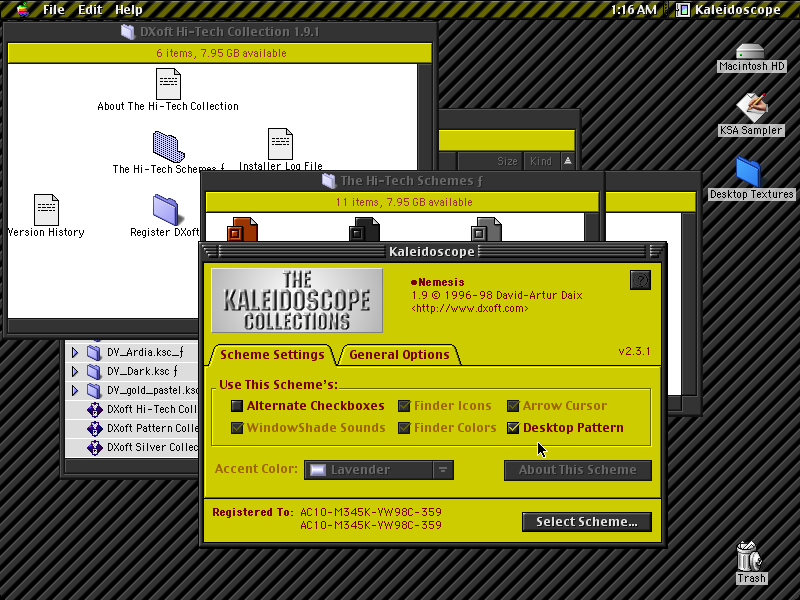 File Edit Help
1:16 AM Kaleidoscope
DXoft Hi-Tech Collection 1.9.1
6 items, 7.95 GB available
About The Hi-Tech Collection
The Hi-Tech Schemes ƒ
Installer Log File
Version History
Register DXoft
Size Kind
Macintosh HD
KSA Sampler
Desktop Textures
The Hi-Tech Schemes ƒ
11 items, 7.95 GB available
DV_Ardia.ksc_ƒ
DV_Dark.ksc ƒ
DV_gold_pastel.ksc
DXoft Hi-Tech Coll
DXoft Pattern Colle
DXoft Silver Collec
Kaleidoscope
THE
KALEIDOSCOPE
COLLECTIONS
•Nemesis
1.9 © 1996-98 David-Artur Daix
<http://www.dxoft.com>
?
Scheme Settings
General Options
v2.3.1
Use This Scheme's:
Alternate Checkboxes
Finder Icons
Arrow Cursor
WindowShade Sounds
Finder Colors
Desktop Pattern
Accent Color: Lavender
About This Scheme
Registered To: AC10-M345K-YW98C-359
AC10-M345K-YW98C-359
Select Scheme...
Trash